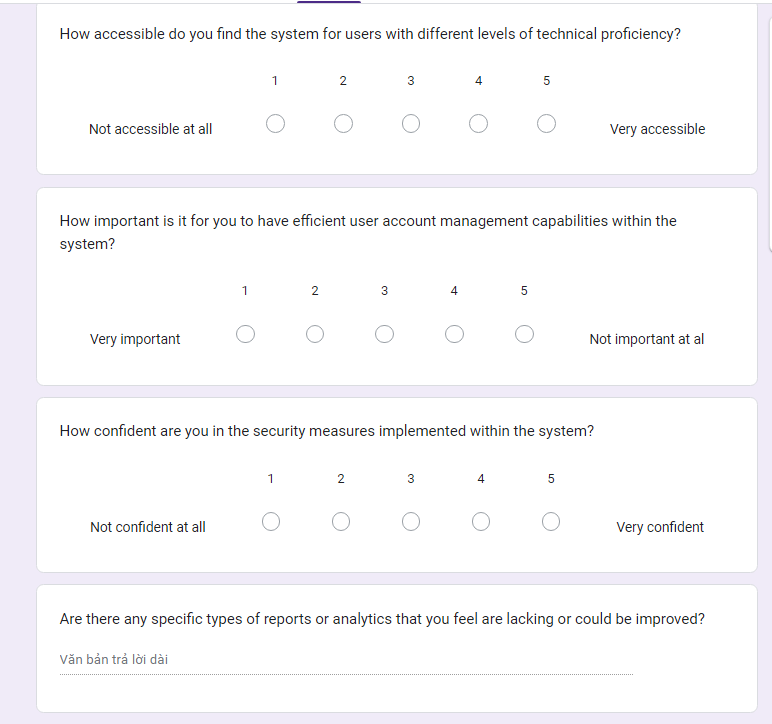 How accessible do you find the system for users with different levels of technical proficiency?
1 2 3 4 5
Not accessible at all Very accessible
How important is it for you to have efficient user account management capabilities within the
system?
1 2 3 4 5
Very important Not important at al
How confident are you in the security measures implemented within the system?
1 2 3 4 5
Not confident at all Very confident
Are there any specific types of reports or analytics that you feel are lacking or could be improved?
Văn bản trả lời dài